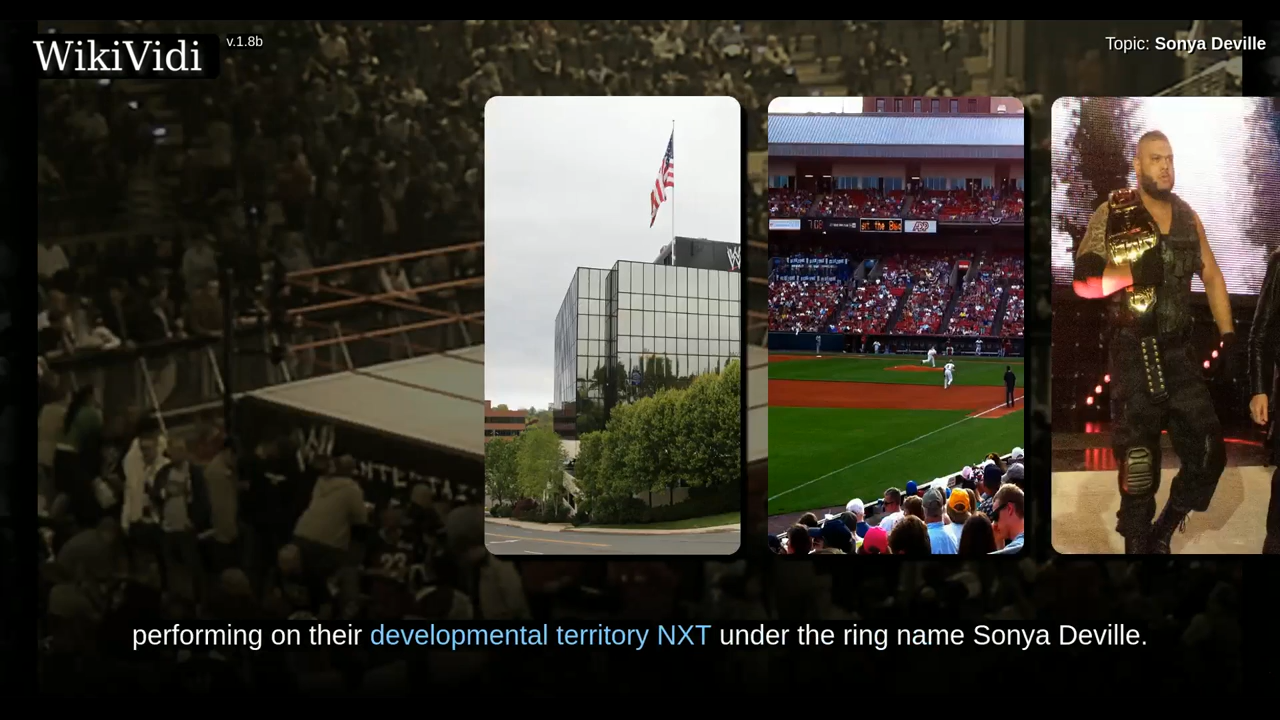 WikiVidi
v.1.8b
Topic: Sonya Deville
performing on their developmental territory NXT under the ring name Sonya Deville.